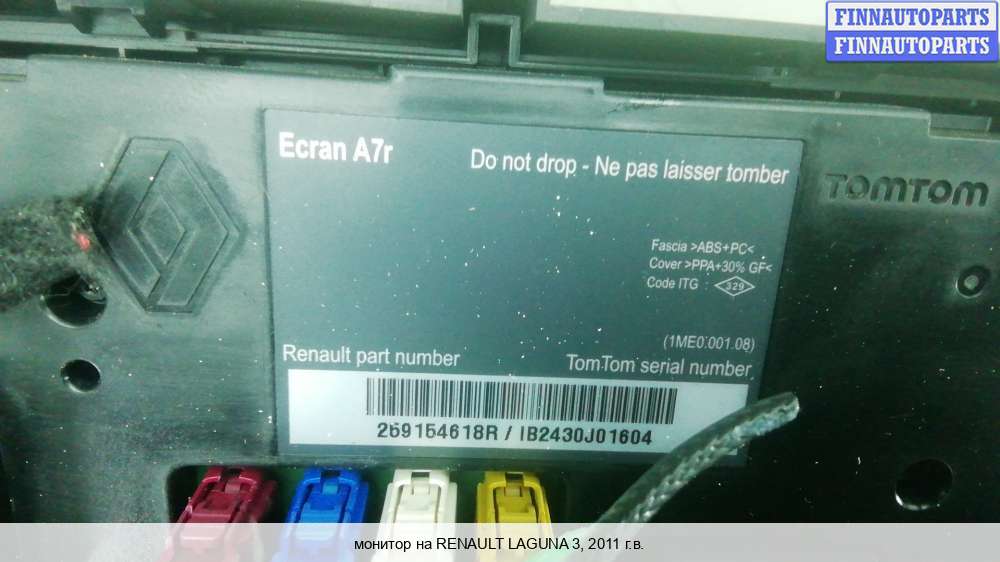 FINNAUTOPARTS
FINNAUTOPARTS
Ecran A7r
Do not drop - Ne pas laisser tomber
TOMTOM
Fascia >ABS+PC<
Cover >PPA+30% GF<
Code ITG : 329
(1ME0.001.08)
Renault part number
TomTom serial number
259154618R / IB2430J01604
монитор на RENAULT LAGUNA 3, 2011 г.в.